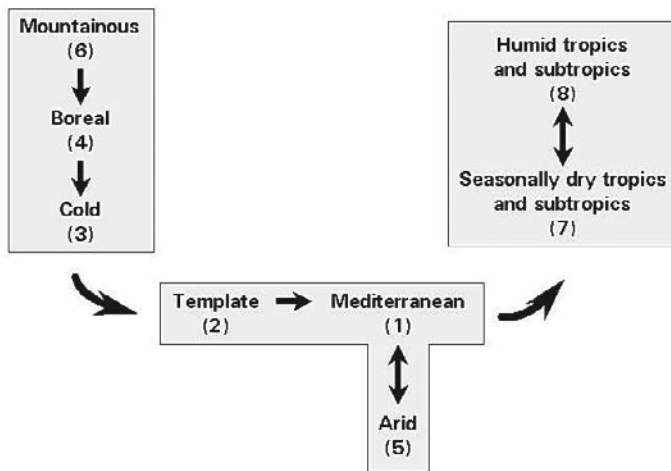 Mountainous
(6)
Boreal
(4)
Cold
(3)
Humid tropics
and subtropics
(8)
Seasonally dry tropics
and subtropics
(7)
Template
(2)
Mediterranean
(1)
Arid
(5)